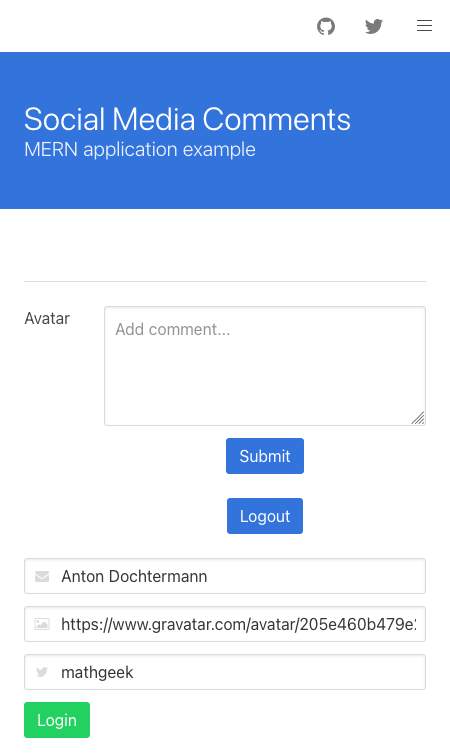 Social Media Comments
MERN application example
Avatar
Add comment...
Submit
Logout
Anton Dochtermann
https://www.gravatar.com/avatar/205e460b479e
mathgeek
Login